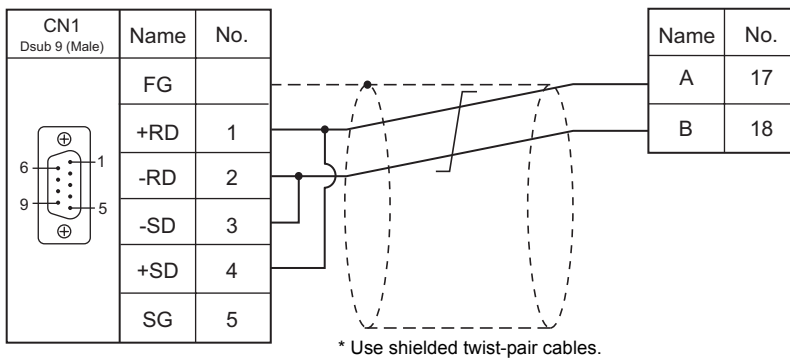 CN1
Dsub 9 (Male)
Name No.
FG
+RD 1
-RD 2
-SD 3
+SD 4
SG 5
6
1
9
5
Name No.
A 17
B 18
* Use shielded twist-pair cables.